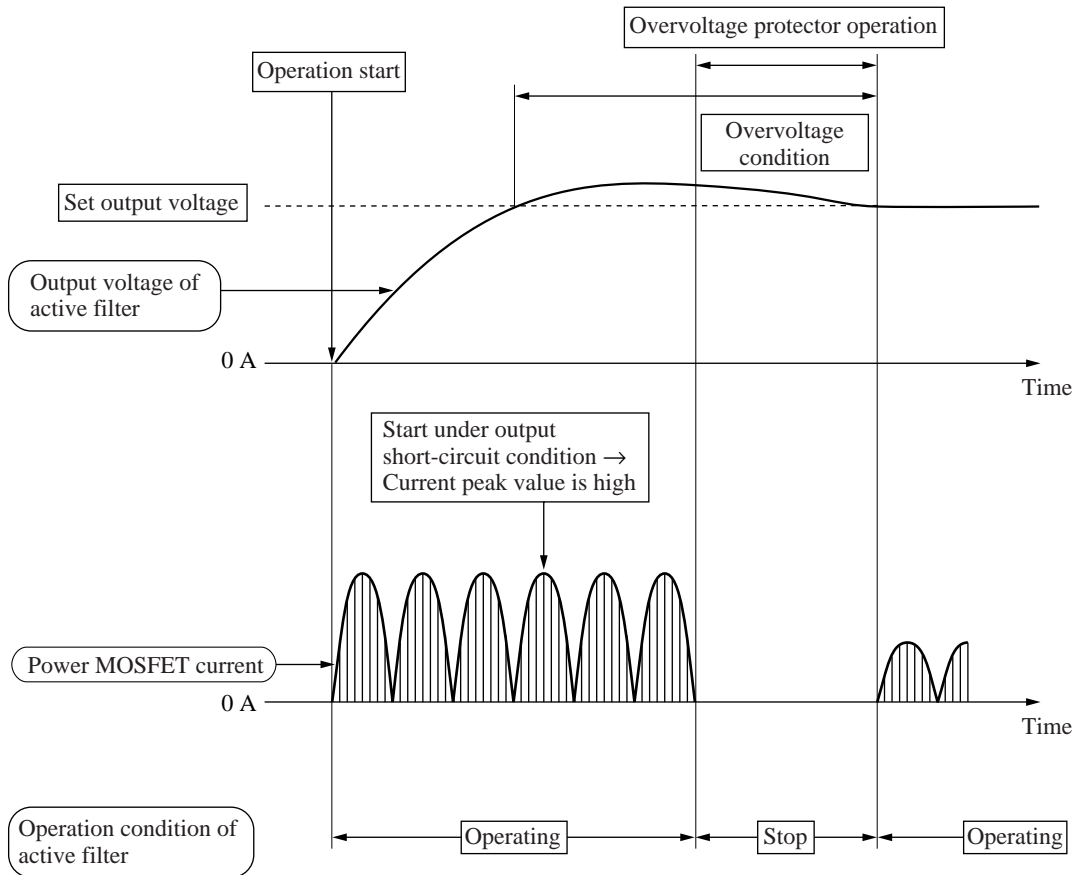 Overvoltage protector operation
Operation start
Overvoltage
condition
Set output voltage
Output voltage of
active filter
0 A
Time
Start under output
short-circuit condition →
Current peak value is high
Power MOSFET current
0 A
Time
Operation condition of
active filter
Operating
Stop
Operating